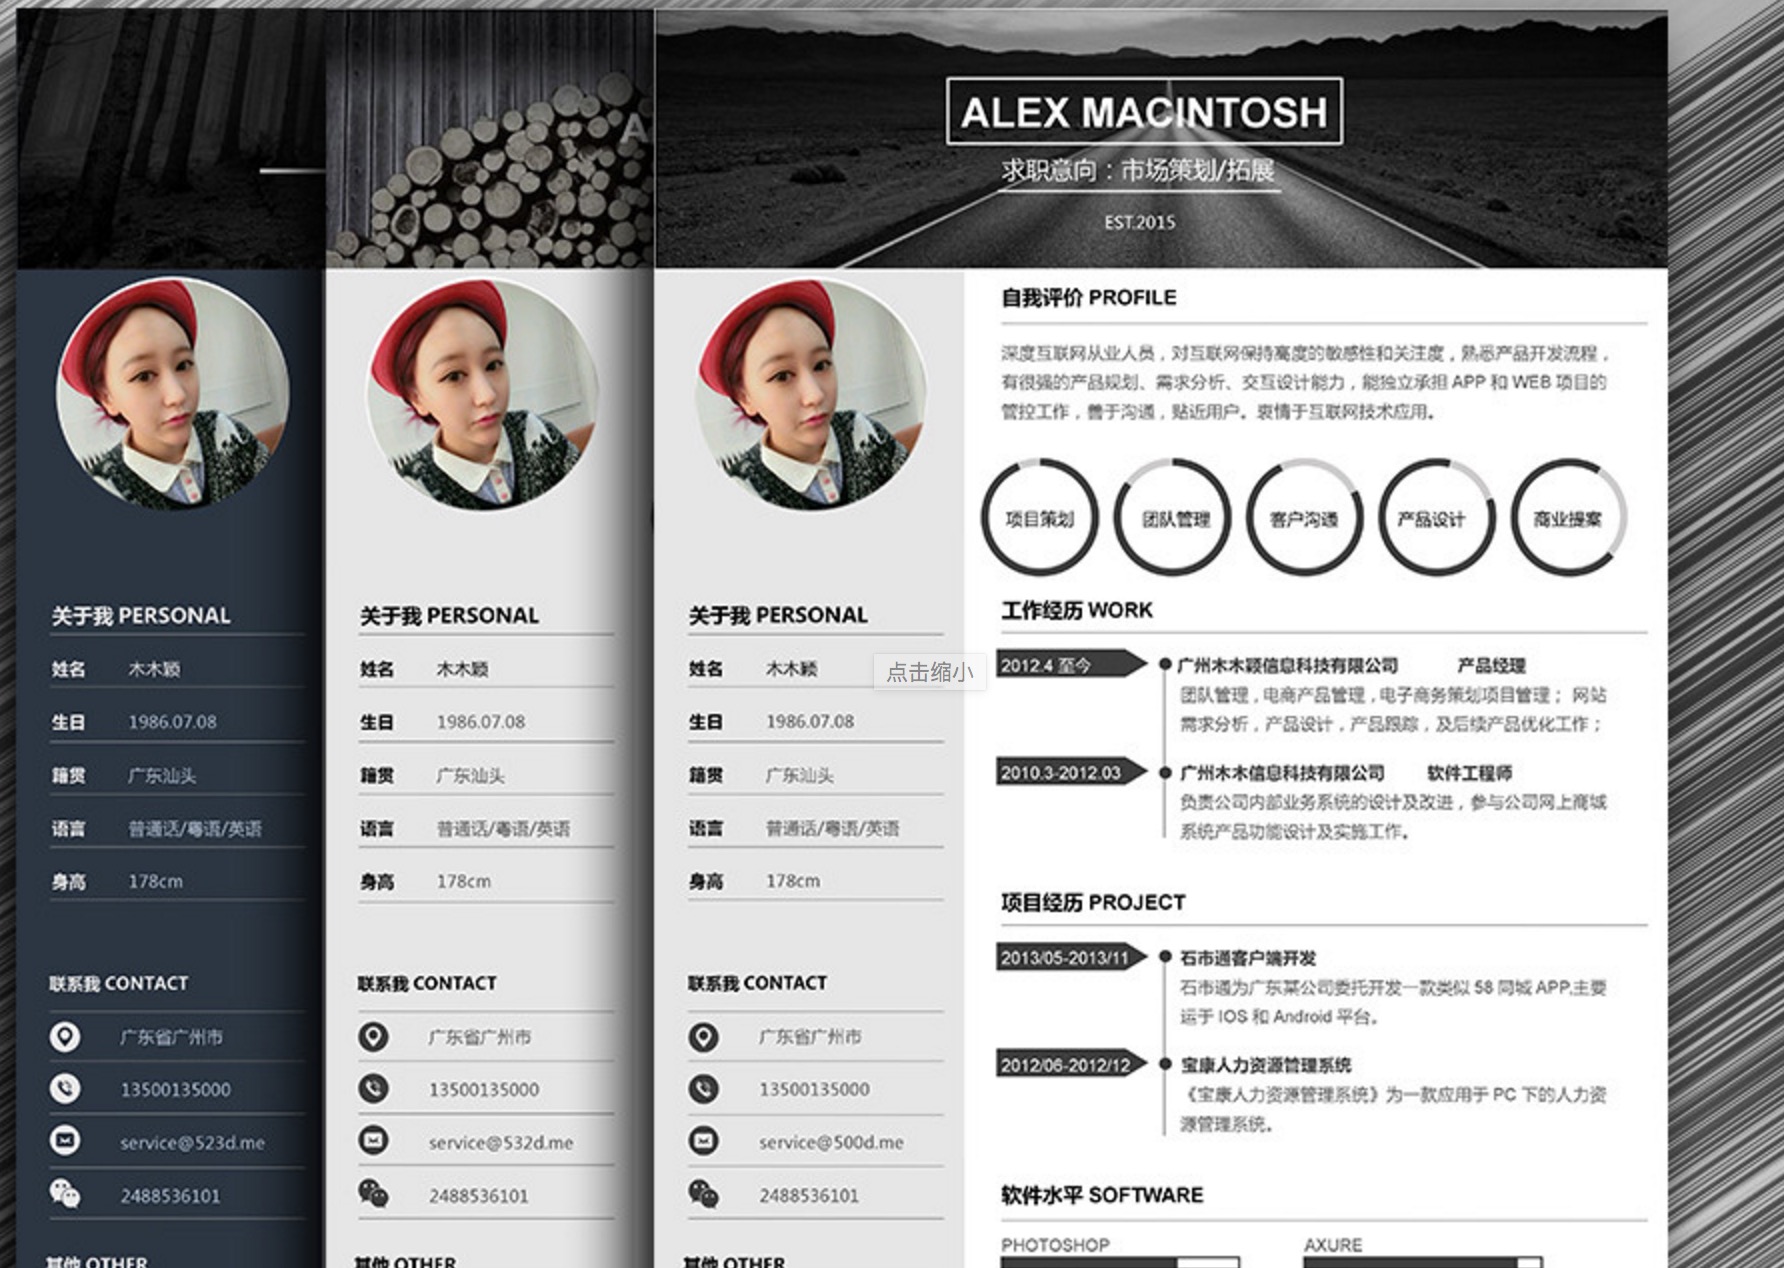 A
ALEX MACINTOSH
求职意向：市场策划/拓展
EST.2015
关于我 PERSONAL
姓名 木木颖
生日 1986.07.08
籍贯 广东汕头
语言 普通话/粤语/英语
身高 178cm
联系我 CONTACT
广东省广州市
13500135000
service@523d.me
2488536101
其他 OTHER
关于我 PERSONAL
姓名 木木颖
生日 1986.07.08
籍贯 广东汕头
语言 普通话/粤语/英语
身高 178cm
联系我 CONTACT
广东省广州市
13500135000
service@532d.me
2488536101
其他 OTHER
关于我 PERSONAL
姓名 木木颖
生日 1986.07.08
籍贯 广东汕头
语言 普通话/粤语/英语
身高 178cm
联系我 CONTACT
广东省广州市
13500135000
service@500d.me
2488536101
其他 OTHER
点击缩小
自我评价 PROFILE
深度互联网从业人员，对互联网保持高度的敏感性和关注度，熟悉产品开发流程，
有很强的产品规划、需求分析、交互设计能力，能独立承担 APP 和 WEB 项目的
管控工作，善于沟通，贴近用户。衷情于互联网技术应用。
项目策划 团队管理 客户沟通 产品设计 商业提案
工作经历 WORK
2012.4 至今 广州木木颖信息科技有限公司 产品经理
团队管理，电商产品管理，电子商务策划项目管理； 网站
需求分析，产品设计，产品跟踪，及后续产品优化工作；
2010.3-2012.03 广州木木信息科技有限公司 软件工程师
负责公司内部业务系统的设计及改进，参与公司网上商城
系统产品功能设计及实施工作。
项目经历 PROJECT
2013/05-2013/11 石市通客户端开发
石市通为广东某公司委托开发一款类似 58 同城 APP,主要
运于 IOS 和 Android 平台。
2012/06-2012/12 宝康人力资源管理系统
《宝康人力资源管理系统》为一款应用于 PC 下的人力资
源管理系统。
软件水平 SOFTWARE
PHOTOSHOP AXURE